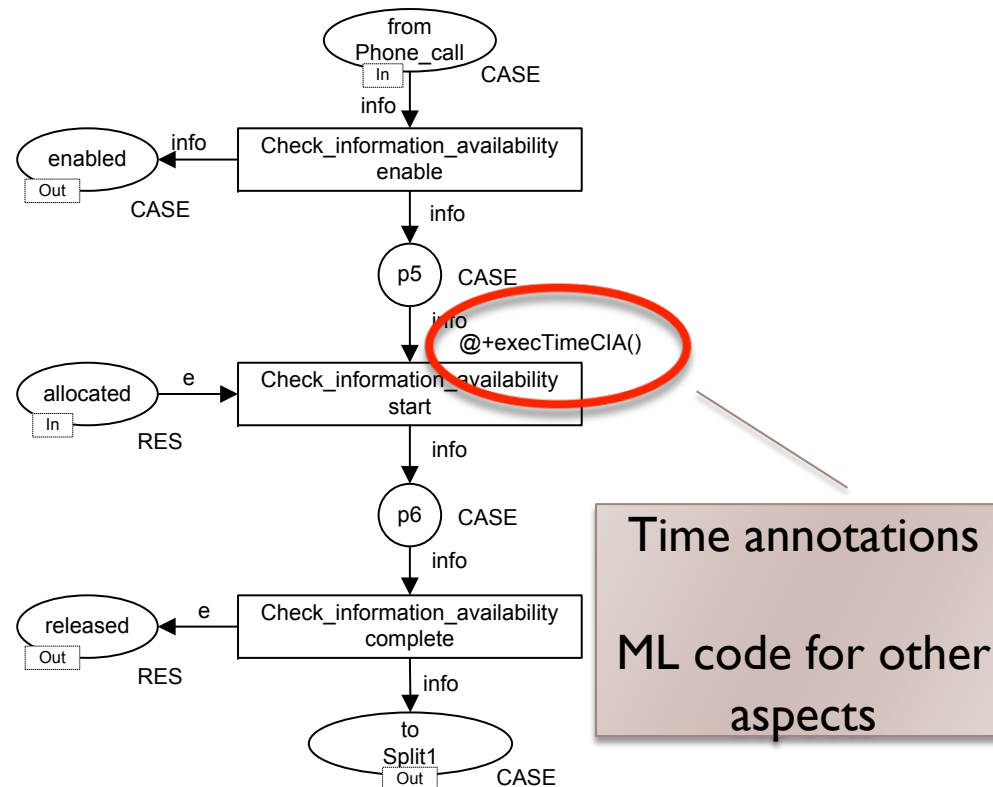 from
Phone_call
In
CASE
info
Check_information_availability
enable
info
enabled
Out
CASE
info
p5
CASE
info
@+execTimeCIA()
e
allocated
In
RES
Check_information_availability
start
info
p6
CASE
info
Check_information_availability
complete
e
released
Out
RES
info
to
Split1
Out
CASE
Time annotations
ML code for other
aspects